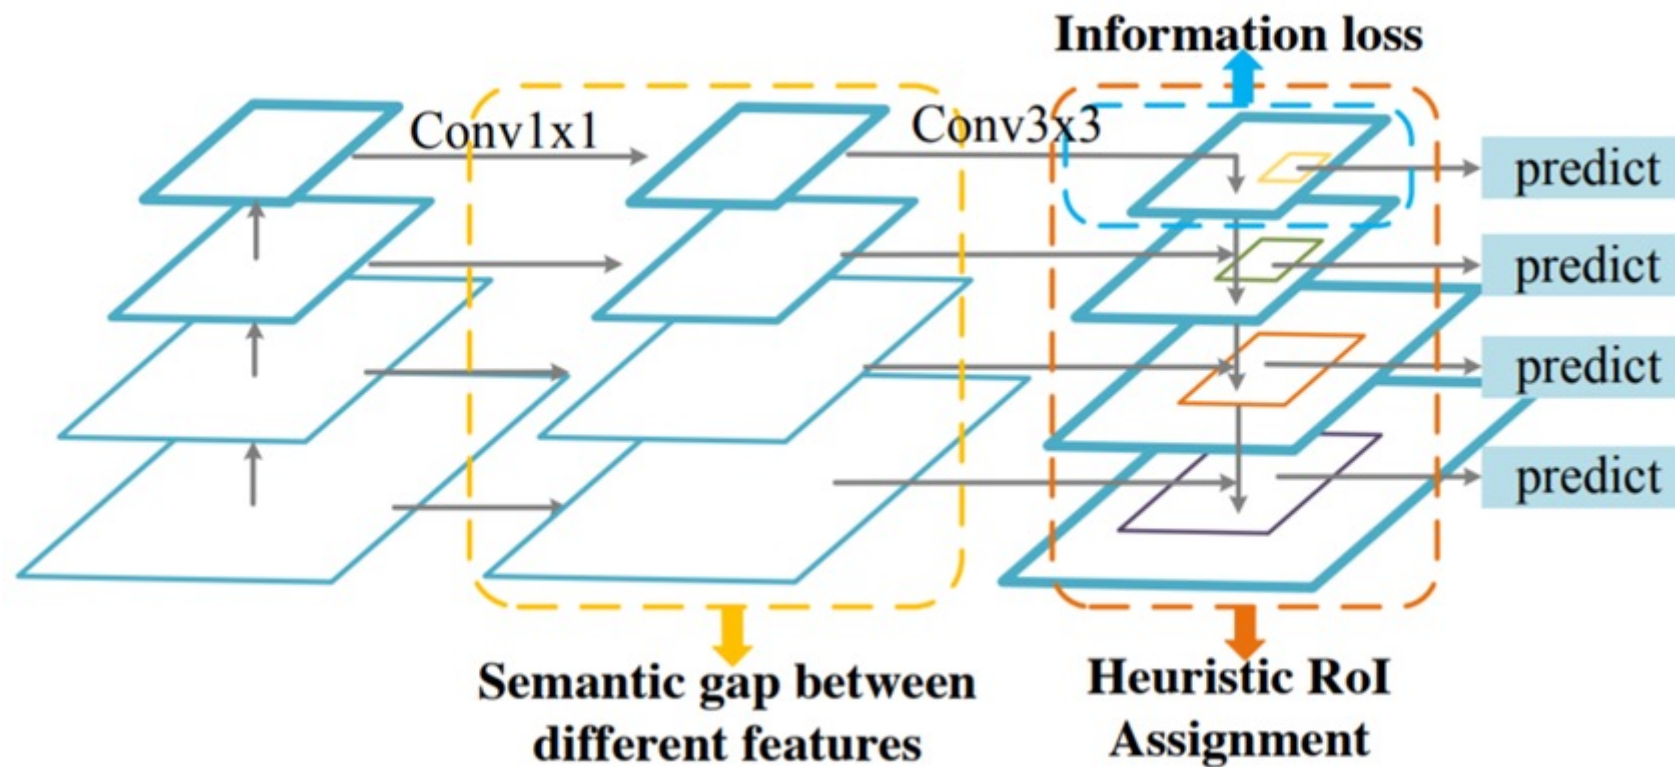 Information loss
Conv1x1
Conv3x3
predict
predict
predict
predict
Semantic gap between
different features
Heuristic RoI
Assignment